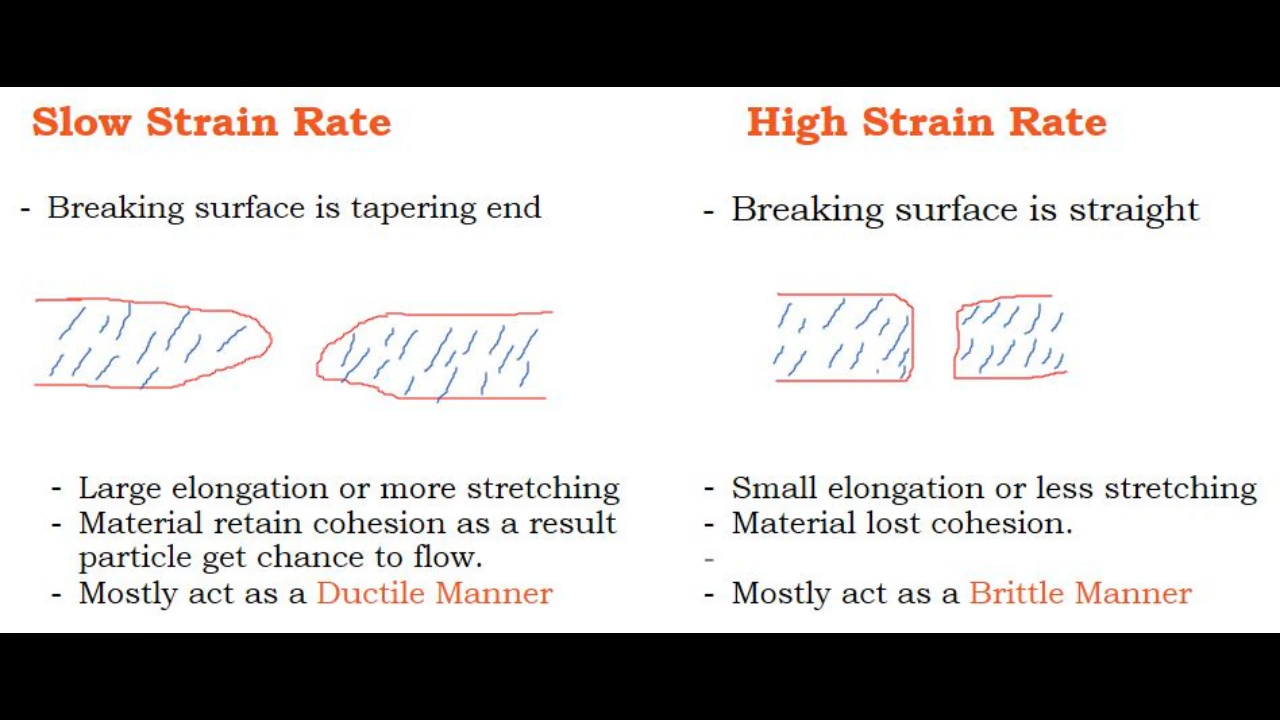 Slow Strain Rate
- Breaking surface is tapering end
- Large elongation or more stretching
- Material retain cohesion as a result
particle get chance to flow.
- Mostly act as a Ductile Manner
High Strain Rate
- Breaking surface is straight
- Small elongation or less stretching
- Material lost cohesion.
-
- Mostly act as a Brittle Manner